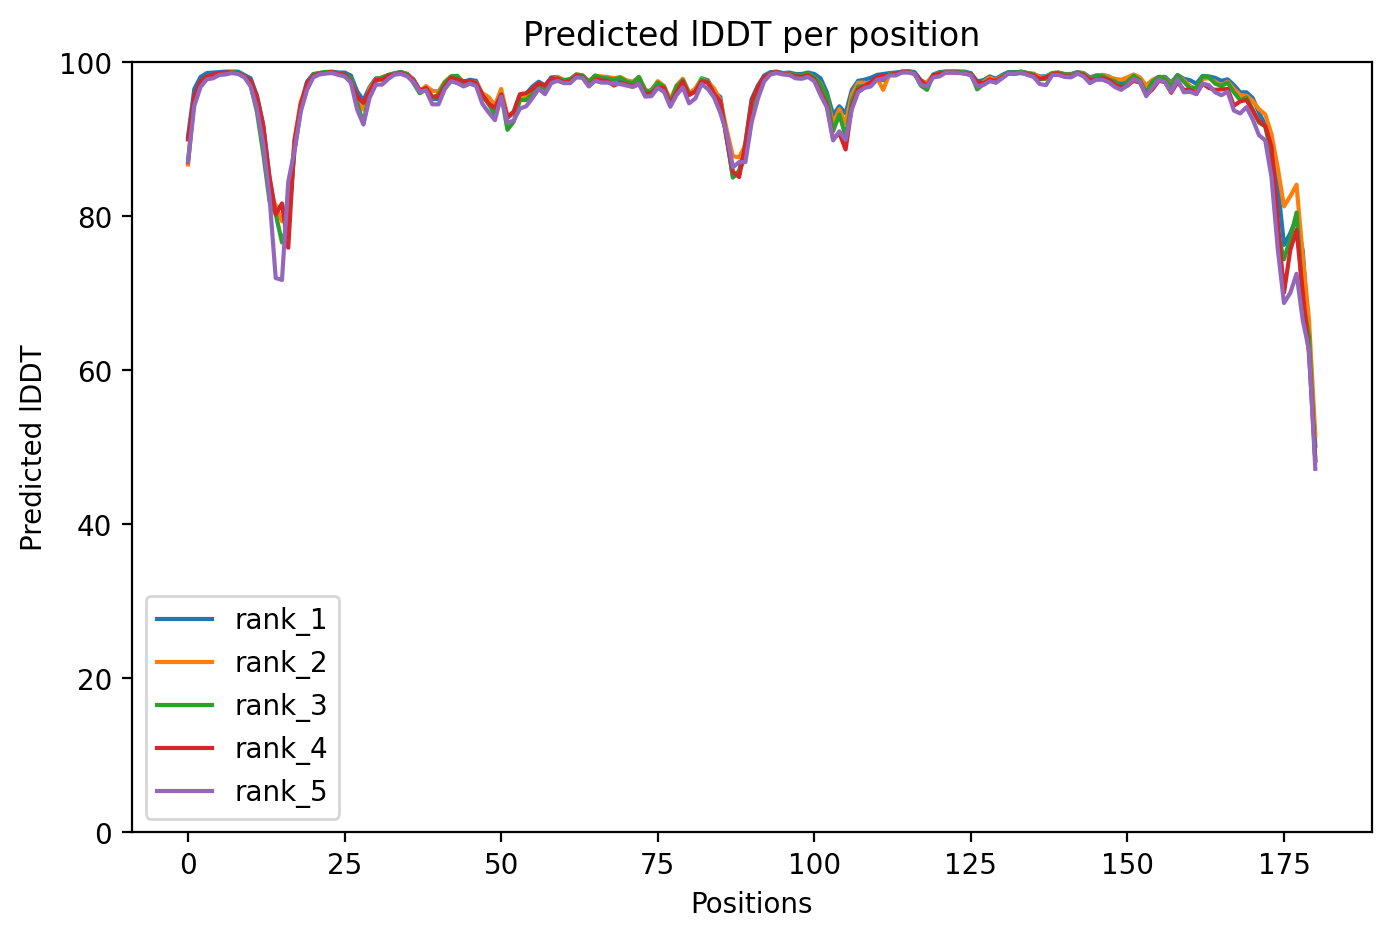 Predicted lDDT per position
100
80
60
40
20
0
Predicted lDDT
rank_1
rank_2
rank_3
rank_4
rank_5
0 25 50 75 100 125 150 175
Positions